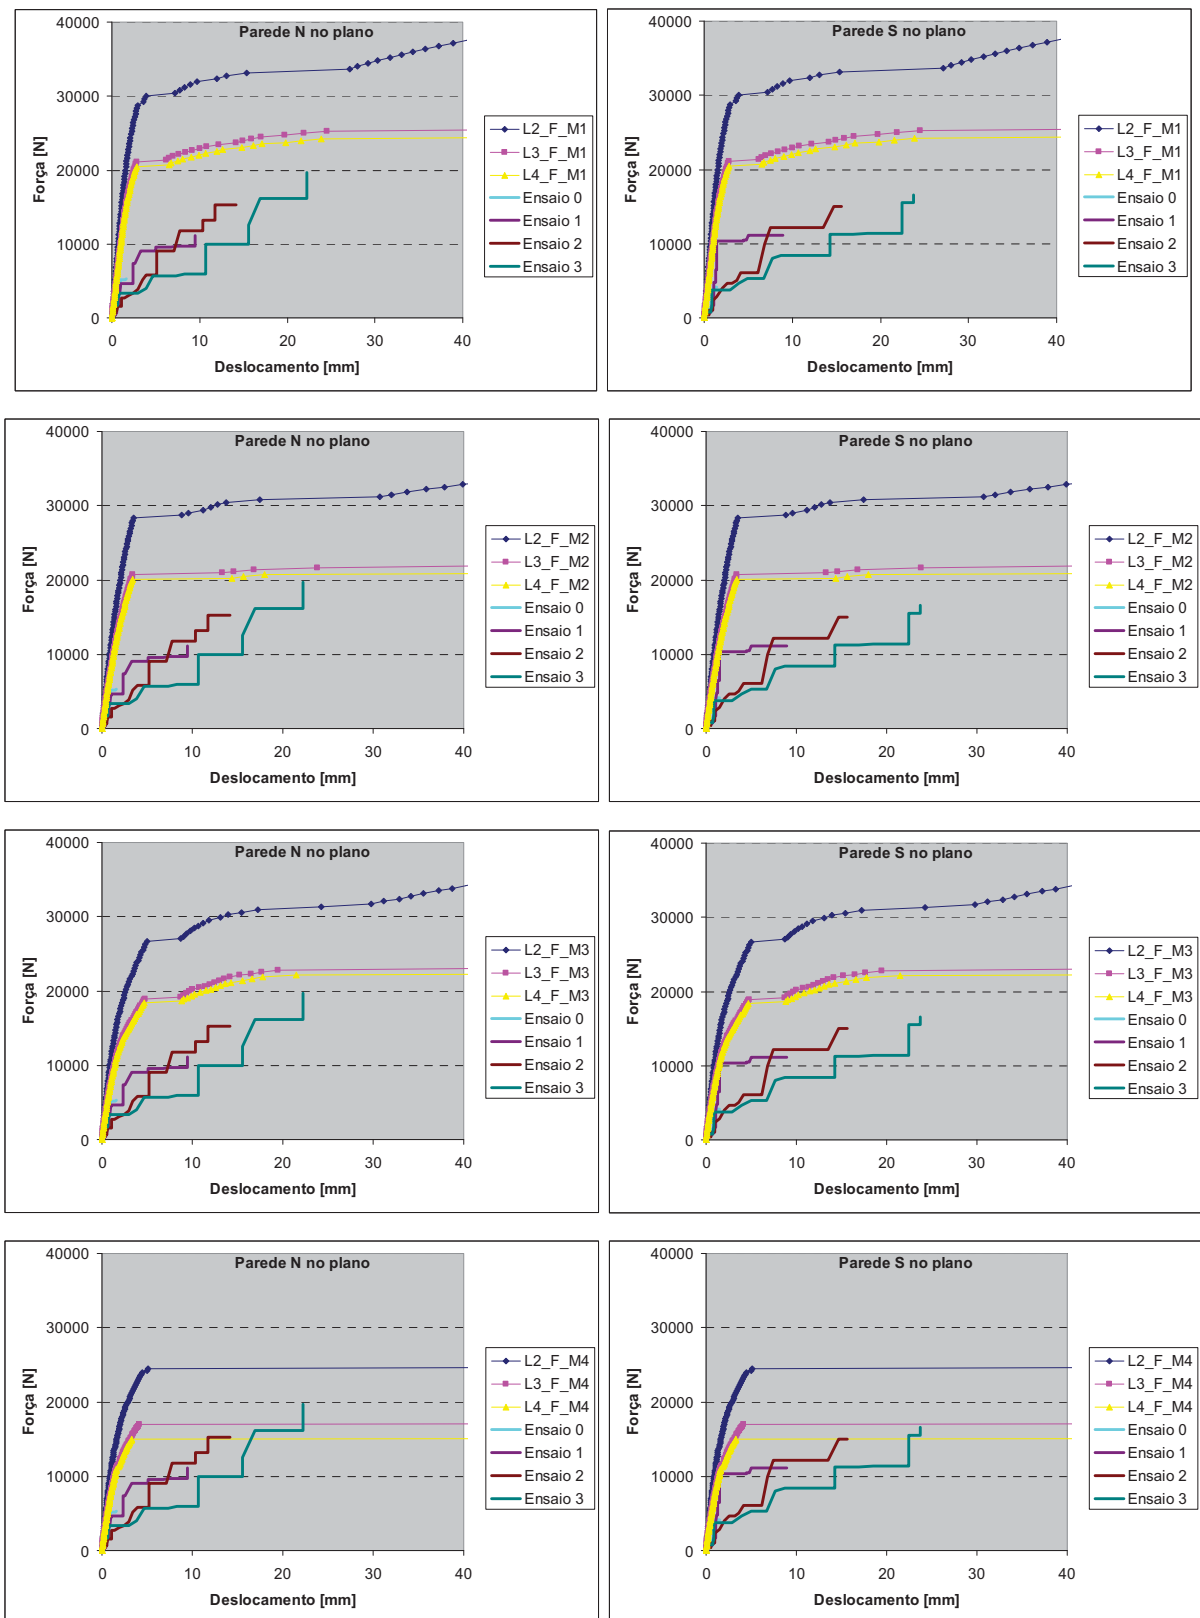 Parede N no plano
40000
30000
20000
10000
0
Força [N]
0 10 20 30 40
Deslocamento [mm]
L2_F_M1
L3_F_M1
L4_F_M1
Ensaio 0
Ensaio 1
Ensaio 2
Ensaio 3
Parede S no plano
40000
30000
20000
10000
0
Força [N]
0 10 20 30 40
Deslocamento [mm]
L2_F_M1
L3_F_M1
L4_F_M1
Ensaio 0
Ensaio 1
Ensaio 2
Ensaio 3
Parede N no plano
40000
30000
20000
10000
0
Força [N]
0 10 20 30 40
Deslocamento [mm]
L2_F_M2
L3_F_M2
L4_F_M2
Ensaio 0
Ensaio 1
Ensaio 2
Ensaio 3
Parede S no plano
40000
30000
20000
10000
0
Força [N]
0 10 20 30 40
Deslocamento [mm]
L2_F_M2
L3_F_M2
L4_F_M2
Ensaio 0
Ensaio 1
Ensaio 2
Ensaio 3
Parede N no plano
40000
30000
20000
10000
0
Força [N]
0 10 20 30 40
Deslocamento [mm]
L2_F_M3
L3_F_M3
L4_F_M3
Ensaio 0
Ensaio 1
Ensaio 2
Ensaio 3
Parede S no plano
40000
30000
20000
10000
0
Força [N]
0 10 20 30 40
Deslocamento [mm]
L2_F_M3
L3_F_M3
L4_F_M3
Ensaio 0
Ensaio 1
Ensaio 2
Ensaio 3
Parede N no plano
40000
30000
20000
10000
0
Força [N]
0 10 20 30 40
Deslocamento [mm]
L2_F_M4
L3_F_M4
L4_F_M4
Ensaio 0
Ensaio 1
Ensaio 2
Ensaio 3
Parede S no plano
40000
30000
20000
10000
0
Força [N]
0 10 20 30 40
Deslocamento [mm]
L2_F_M4
L3_F_M4
L4_F_M4
Ensaio 0
Ensaio 1
Ensaio 2
Ensaio 3